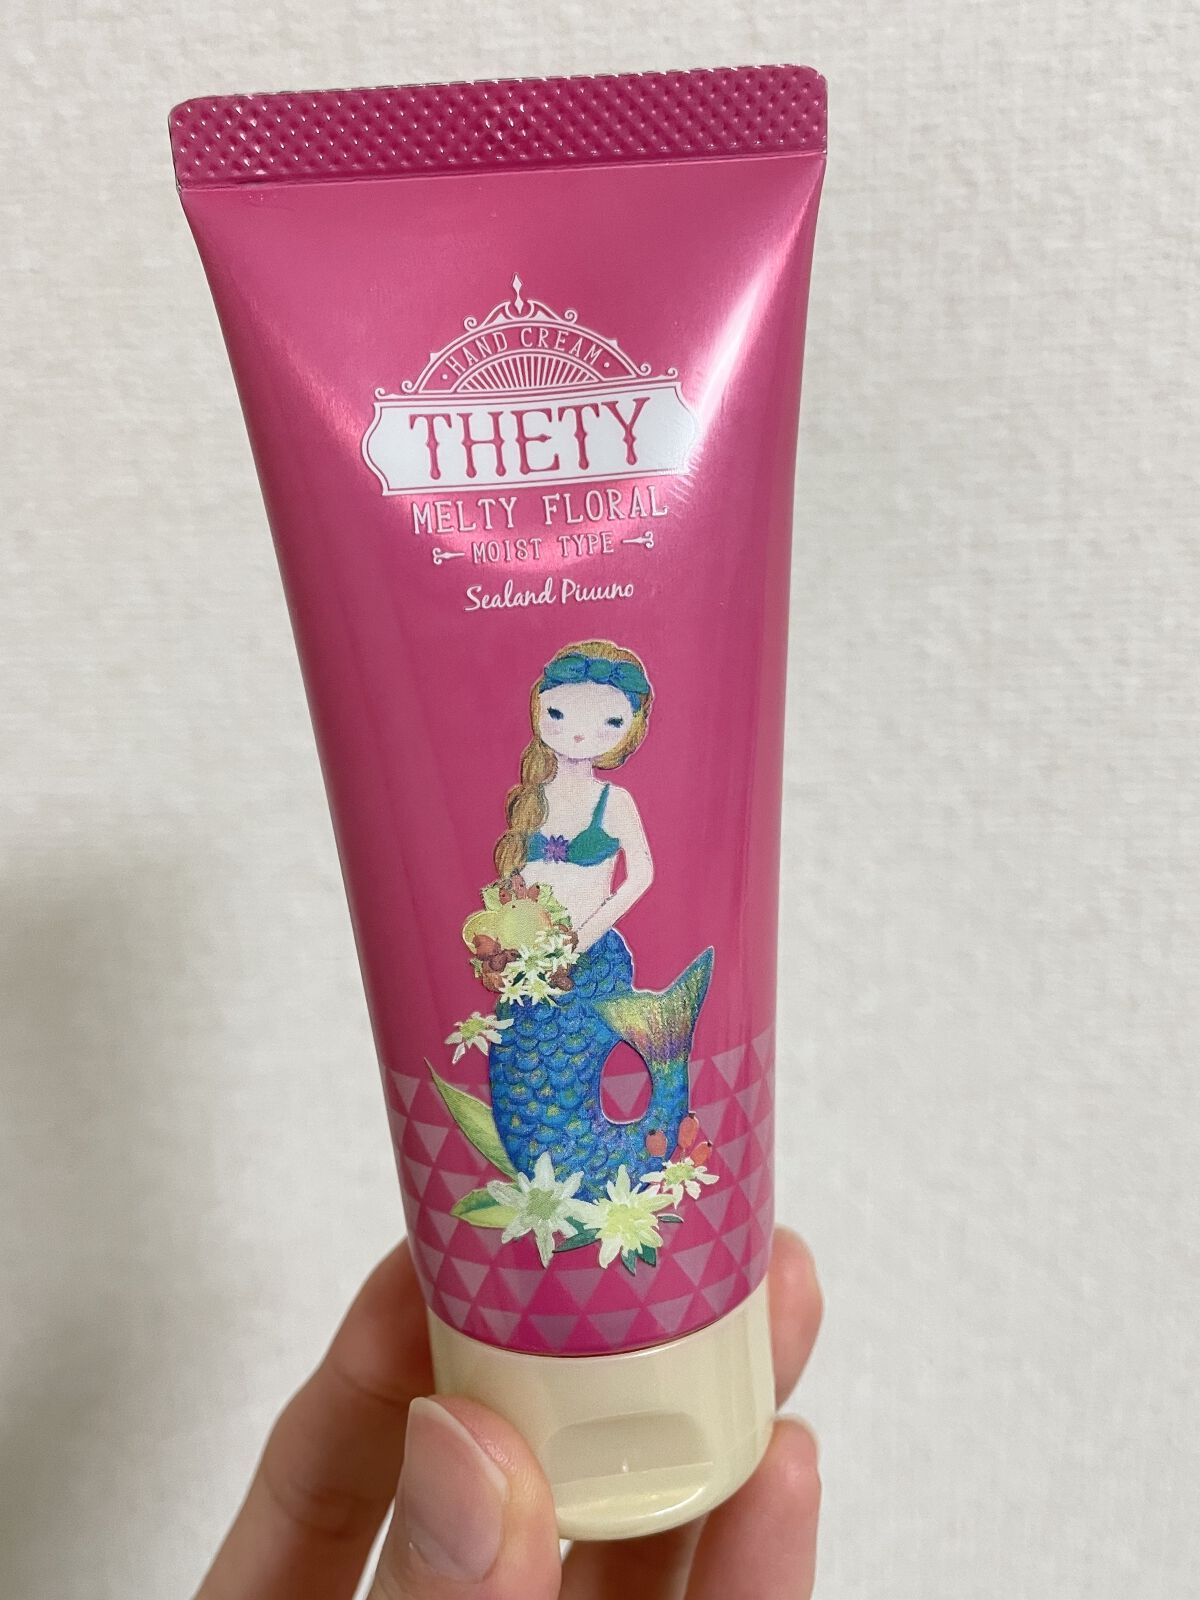 · HAND CREAM ·
THETY
MELTY FLORAL
MOIST TYPE
Sealand Piuuno